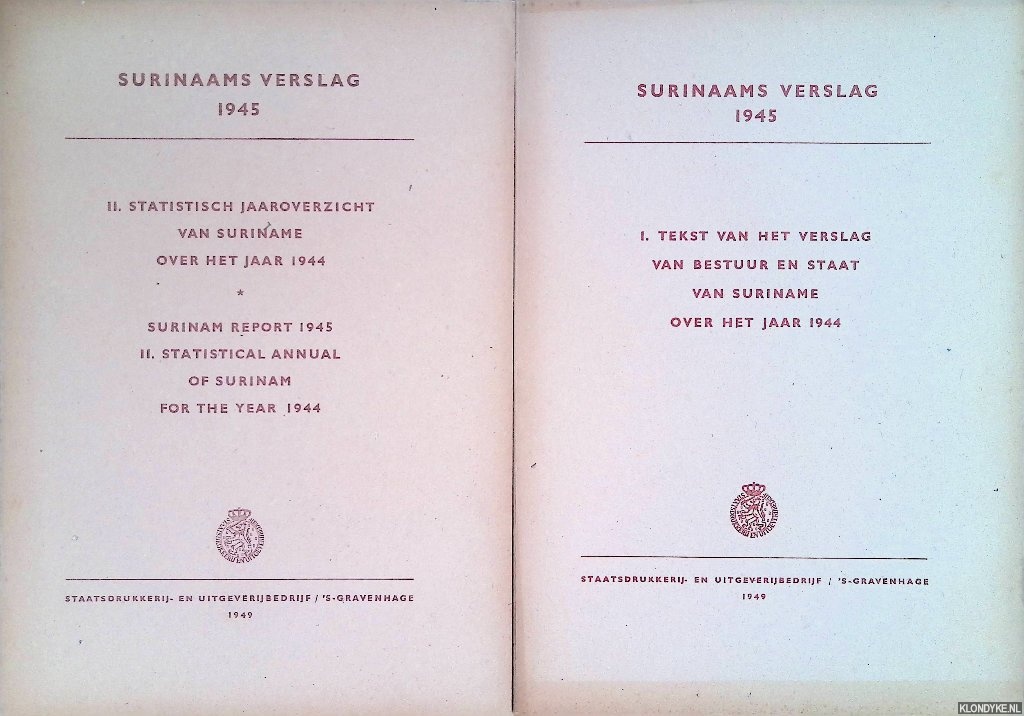 SURINAAMS VERSLAG
1945
II. STATISTISCH JAAROVERZICHT
VAN SURINAME
OVER HET JAAR 1944
*
SURINAM REPORT 1945
II. STATISTICAL ANNUAL
OF SURINAM
FOR THE YEAR 1944
STAATSDRUKKERIJ- EN UITGEVERIJBEDRIJF / 'S-GRAVENHAGE
1949
SURINAAMS VERSLAG
1945
I. TEKST VAN HET VERSLAG
VAN BESTUUR EN STAAT
VAN SURINAME
OVER HET JAAR 1944
STAATSDRUKKERIJ- EN UITGEVERIJBEDRIJF / 'S-GRAVENHAGE
1949
KLONDYKE.NL